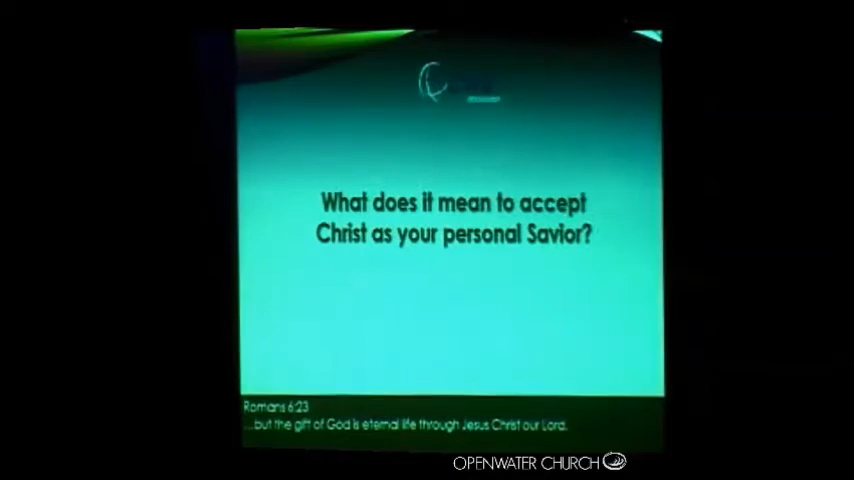 What does it mean to accept
Christ as your personal Savior?
Romans 6:23
...but the gift of God is eternal life through Jesus Christ our Lord.
OPENWATER CHURCH